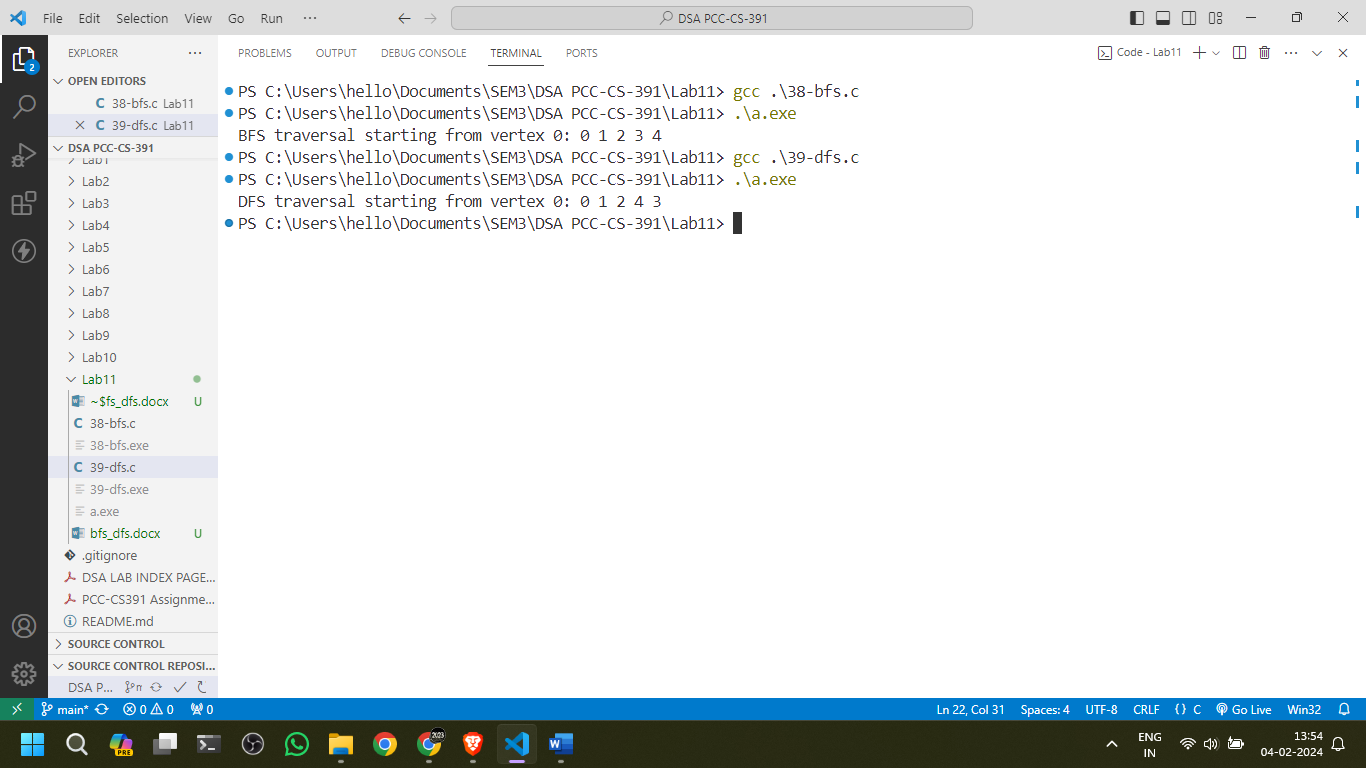 File Edit Selection View Go Run ··· DSA PCC-CS-391
EXPLORER ···
OPEN EDITORS
38-bfs.c Lab11
39-dfs.c Lab11
DSA PCC-CS-391
Lab1
Lab2
Lab3
Lab4
Lab5
Lab6
Lab7
Lab8
Lab9
Lab10
Lab11
~$fs_dfs.docx U
38-bfs.c
38-bfs.exe
39-dfs.c
39-dfs.exe
a.exe
bfs_dfs.docx U
.gitignore
DSA LAB INDEX PAGE...
PCC-CS391 Assignme...
README.md
SOURCE CONTROL
SOURCE CONTROL REPOSI...
DSA P...
2
PROBLEMS OUTPUT DEBUG CONSOLE TERMINAL PORTS Code - Lab11
PS C:\Users\hello\Documents\SEM3\DSA PCC-CS-391\Lab11> gcc .\38-bfs.c
PS C:\Users\hello\Documents\SEM3\DSA PCC-CS-391\Lab11> .\a.exe
BFS traversal starting from vertex 0: 0 1 2 3 4
PS C:\Users\hello\Documents\SEM3\DSA PCC-CS-391\Lab11> gcc .\39-dfs.c
PS C:\Users\hello\Documents\SEM3\DSA PCC-CS-391\Lab11> .\a.exe
DFS traversal starting from vertex 0: 0 1 2 4 3
PS C:\Users\hello\Documents\SEM3\DSA PCC-CS-391\Lab11>
main* 0 0 0 Ln 22, Col 31 Spaces: 4 UTF-8 CRLF {} C Go Live Win32
PRE 2023 ENG 13:54
IN 04-02-2024